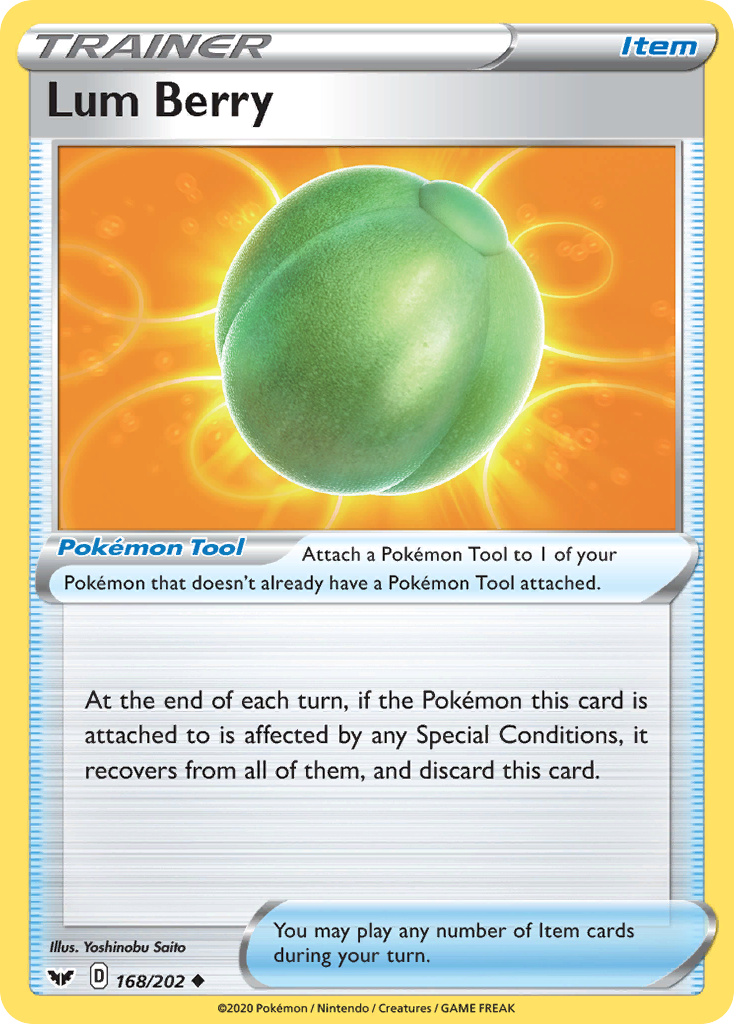 TRAINER
Item
Lum Berry
Pokémon Tool
Attach a Pokémon Tool to 1 of your
Pokémon that doesn't already have a Pokémon Tool attached.
At the end of each turn, if the Pokémon this card is
attached to is affected by any Special Conditions, it
recovers from all of them, and discard this card.
Illus. Yoshinobu Saito
You may play any number of Item cards
during your turn.
D 168/202 ◆
©2020 Pokémon / Nintendo / Creatures / GAME FREAK